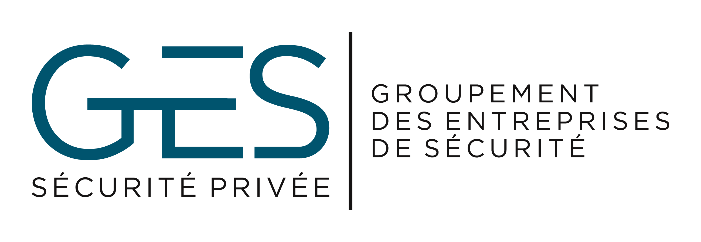 GES
SÉCURITÉ PRIVÉE
GROUPEMENT
DES ENTREPRISES
DE SÉCURITÉ